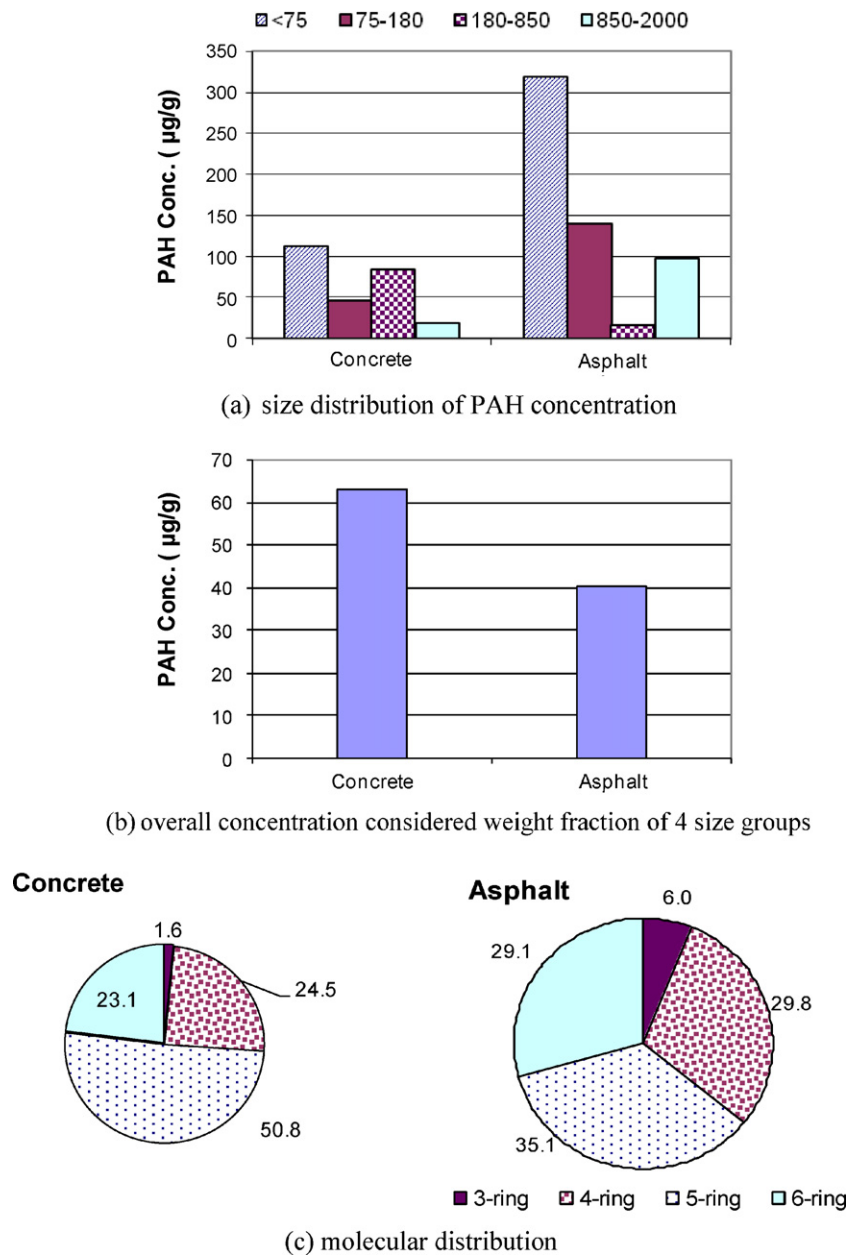 <75 75-180 180-850 850-2000
350
300
250
200
150
100
50
0
PAH Conc. ( µg/g)
Concrete Asphalt
(a) size distribution of PAH concentration
70
60
50
40
30
20
10
0
PAH Conc. ( µg/g)
Concrete Asphalt
(b) overall concentration considered weight fraction of 4 size groups
Concrete
1.6
24.5
23.1
50.8
Asphalt
6.0
29.1
29.8
35.1
3-ring 4-ring 5-ring 6-ring
(c) molecular distribution